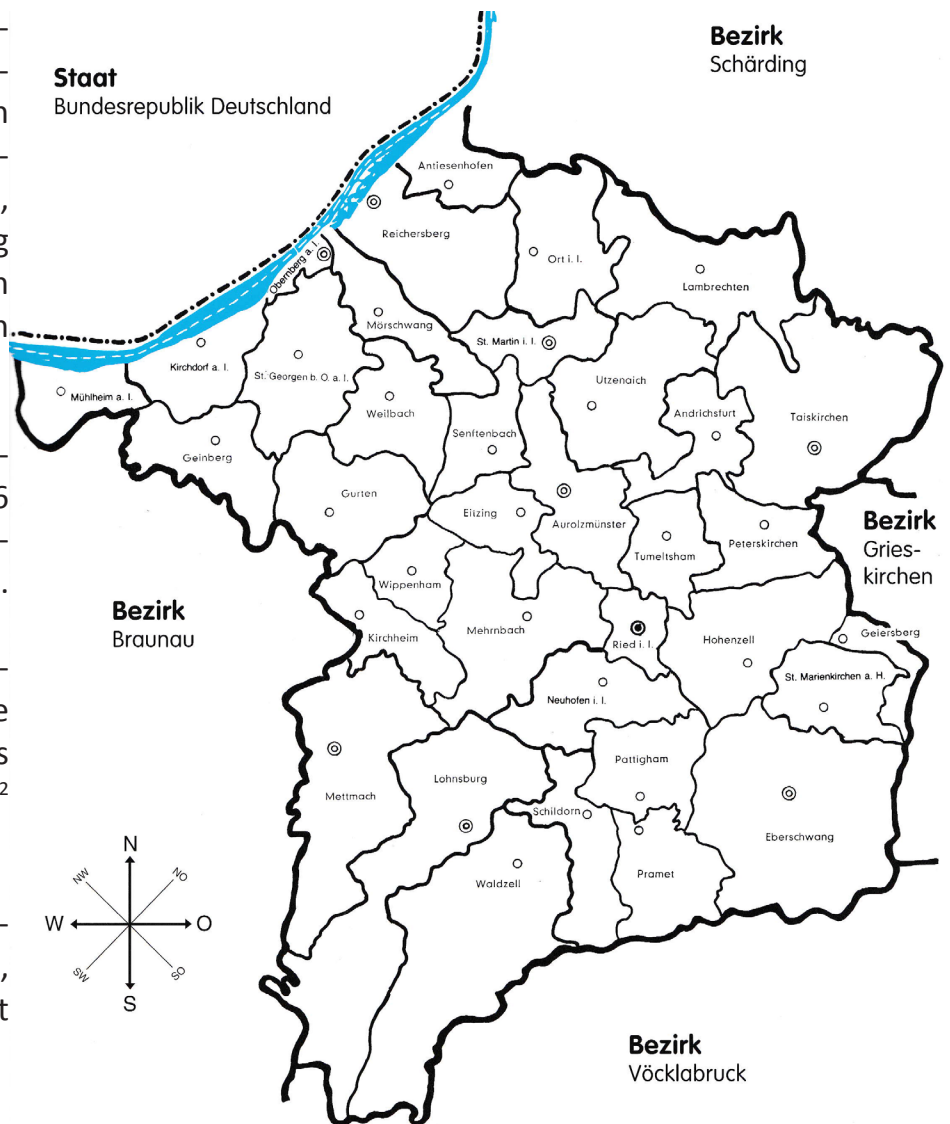 Staat
Bundesrepublik Deutschland
Bezirk
Schärding
Antiesenhofen
Reichersberg
Ort i. I.
Obernberg a. I.
Lambrechten
Mörschwang
St. Martin i. I.
Kirchdorf a. I.
St. Georgen b. O. a. I.
Utzenaich
Mühlheim a. I.
Weilbach
Andrichsfurt
Taiskirchen
Senftenbach
Geinberg
Gurten
Eitzing
Aurolzmünster
Bezirk
Gries-
kirchen
Tumeltsham
Peterskirchen
Wippenham
Bezirk
Braunau
Kirchheim
Mehrnbach
Ried i. I.
Hohenzell
Geiersberg
St. Marienkirchen a. H.
Neuhofen i. I.
Pattigham
Mettmach
Lohnsburg
Schildorn
Eberschwang
Waldzell
Pramet
N
NW
NO
W
O
SW
SO
S
Bezirk
Vöcklabruck
n
,
g
n
n
6
.
e
s
2
,
t